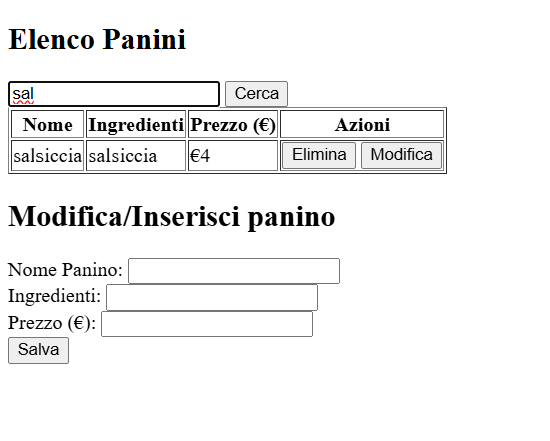 Elenco Panini
sal Cerca
Nome Ingredienti Prezzo (€) Azioni
salsiccia salsiccia €4 Elimina Modifica
Modifica/Inserisci panino
Nome Panino:
Ingredienti:
Prezzo (€):
Salva